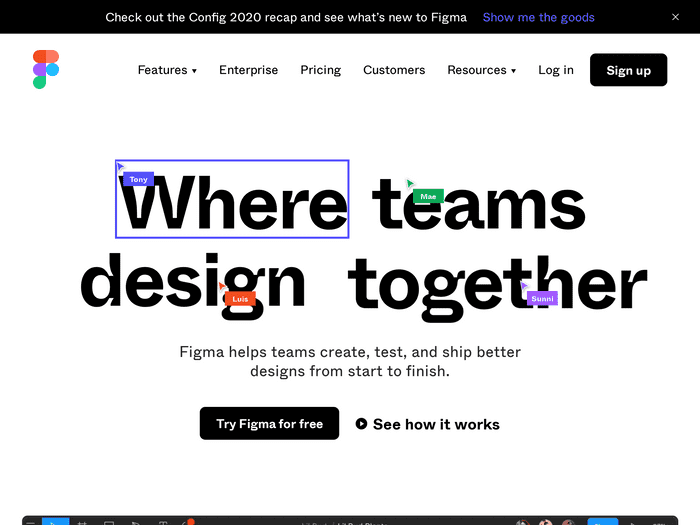 Check out the Config 2020 recap and see what's new to Figma Show me the goods
Features Enterprise Pricing Customers Resources Log in Sign up
Tony
Mae
Where teams
design together
Luis
Sunni
Figma helps teams create, test, and ship better
designs from start to finish.
Try Figma for free See how it works